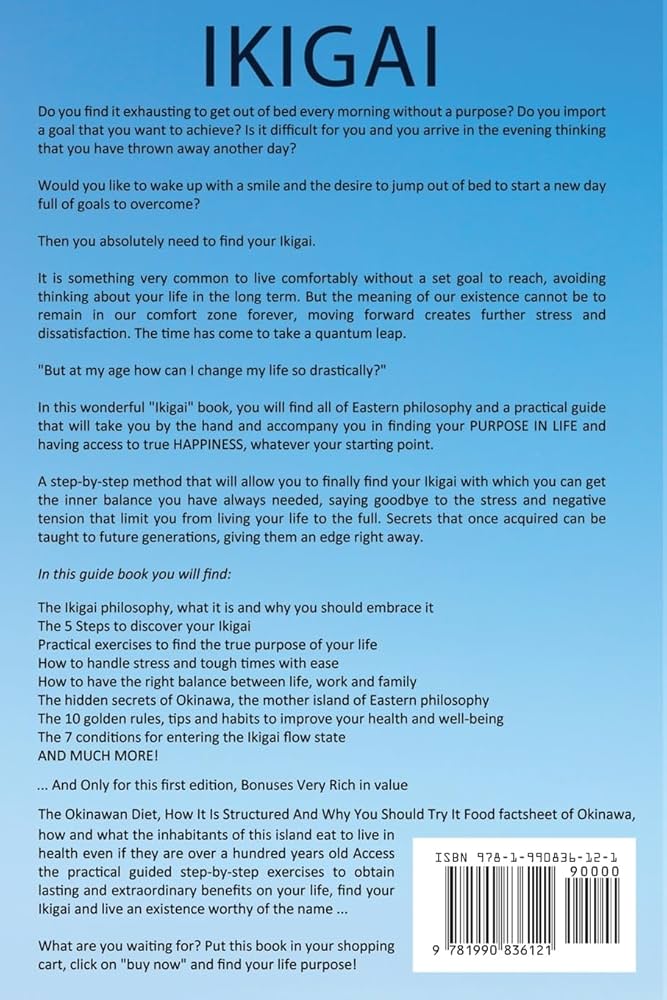 IKIGAI
Do you find it exhausting to get out of bed every morning without a purpose? Do you import
a goal that you want to achieve? Is it difficult for you and you arrive in the evening thinking
that you have thrown away another day?
Would you like to wake up with a smile and the desire to jump out of bed to start a new day
full of goals to overcome?
Then you absolutely need to find your Ikigai.
It is something very common to live comfortably without a set goal to reach, avoiding
thinking about your life in the long term. But the meaning of our existence cannot be to
remain in our comfort zone forever, moving forward creates further stress and
dissatisfaction. The time has come to take a quantum leap.
"But at my age how can I change my life so drastically?"
In this wonderful "Ikigai" book, you will find all of Eastern philosophy and a practical guide
that will take you by the hand and accompany you in finding your PURPOSE IN LIFE and
having access to true HAPPINESS, whatever your starting point.
A step-by-step method that will allow you to finally find your Ikigai with which you can get
the inner balance you have always needed, saying goodbye to the stress and negative
tension that limit you from living your life to the full. Secrets that once acquired can be
taught to future generations, giving them an edge right away.
In this guide book you will find:
The Ikigai philosophy, what it is and why you should embrace it
The 5 Steps to discover your Ikigai
Practical exercises to find the true purpose of your life
How to handle stress and tough times with ease
How to have the right balance between life, work and family
The hidden secrets of Okinawa, the mother island of Eastern philosophy
The 10 golden rules, tips and habits to improve your health and well-being
The 7 conditions for entering the Ikigai flow state
AND MUCH MORE!
... And Only for this first edition, Bonuses Very Rich in value
The Okinawan Diet, How It Is Structured And Why You Should Try It Food factsheet of Okinawa,
how and what the inhabitants of this island eat to live in
health even if they are over a hundred years old Access
the practical guided step-by-step exercises to obtain
lasting and extraordinary benefits on your life, find your
Ikigai and live an existence worthy of the name ...
What are you waiting for? Put this book in your shopping
cart, click on "buy now" and find your life purpose!
ISBN 978-1-990836-12-1
90000
9 781990 836121